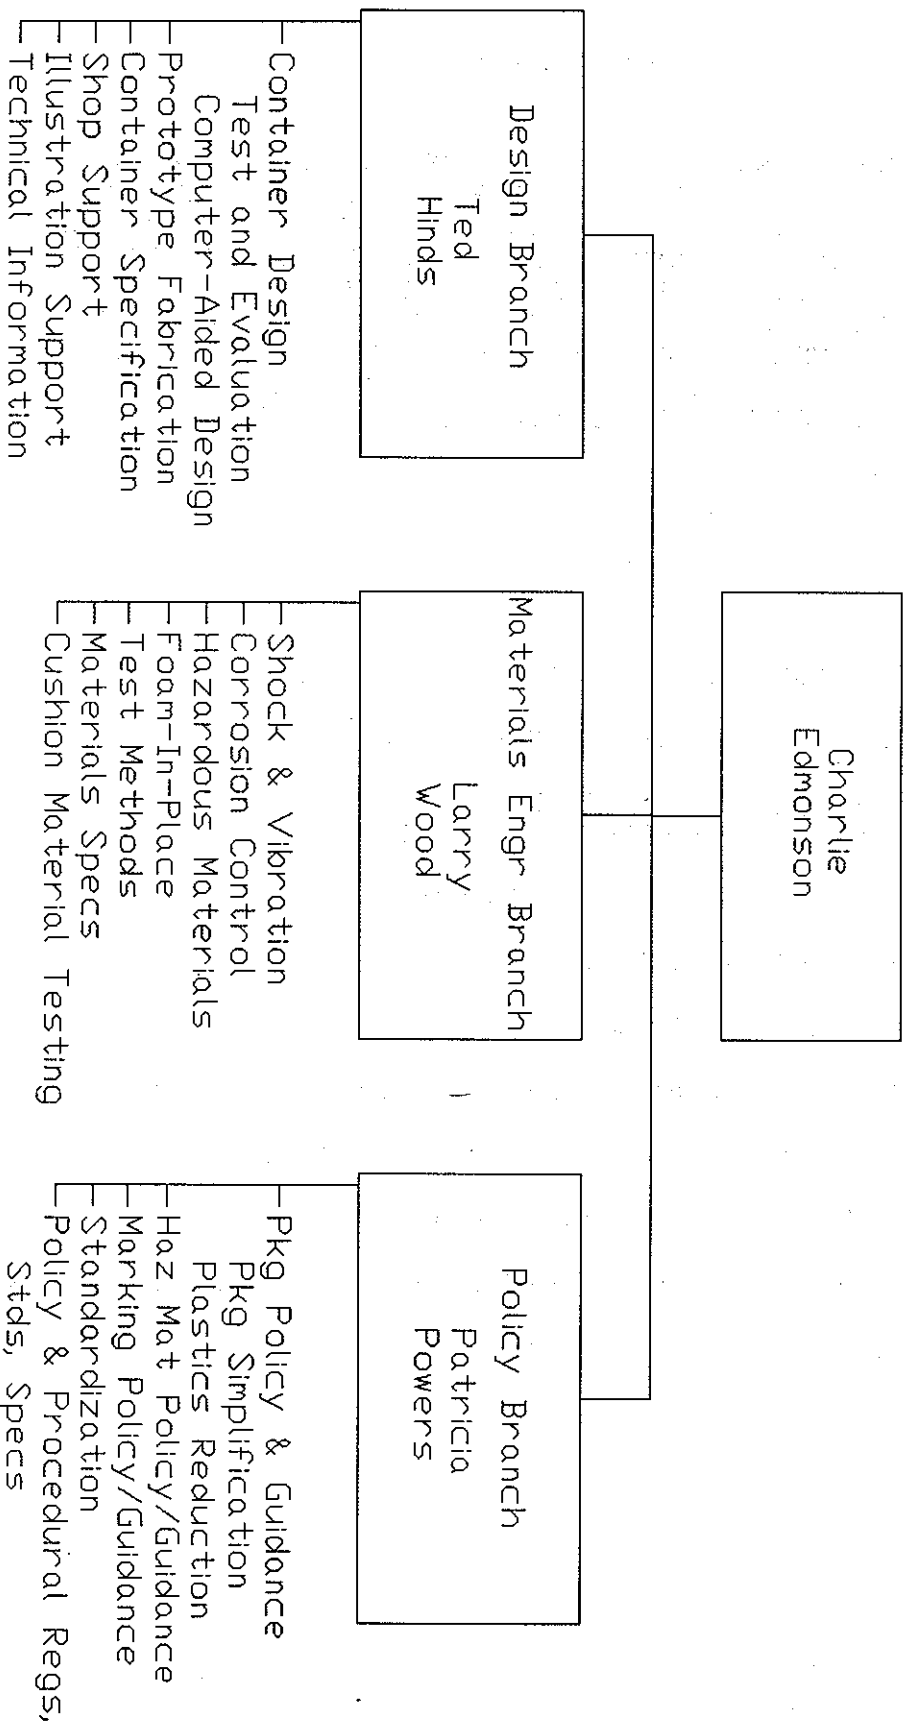 Charlie
Edmonson
Design Branch
Ted
Hinds
Container Design
Test and Evaluation
Computer-Aided Design
Prototype Fabrication
Container Specification
Shop Support
Illustration Support
Technical Information
Materials Engr Branch
Larry
Wood
Shock & Vibration
Corrosion Control
Hazardous Materials
Foam-In-Place
Test Methods
Materials Specs
Cushion Material Testing
Policy Branch
Patricia
Powers
Pkg Policy & Guidance
Pkg Simplification
Plastics Reduction
Haz Mat Policy/Guidance
Marking Policy/Guidance
Standardization
Policy & Procedural Regs,
Stds, Specs